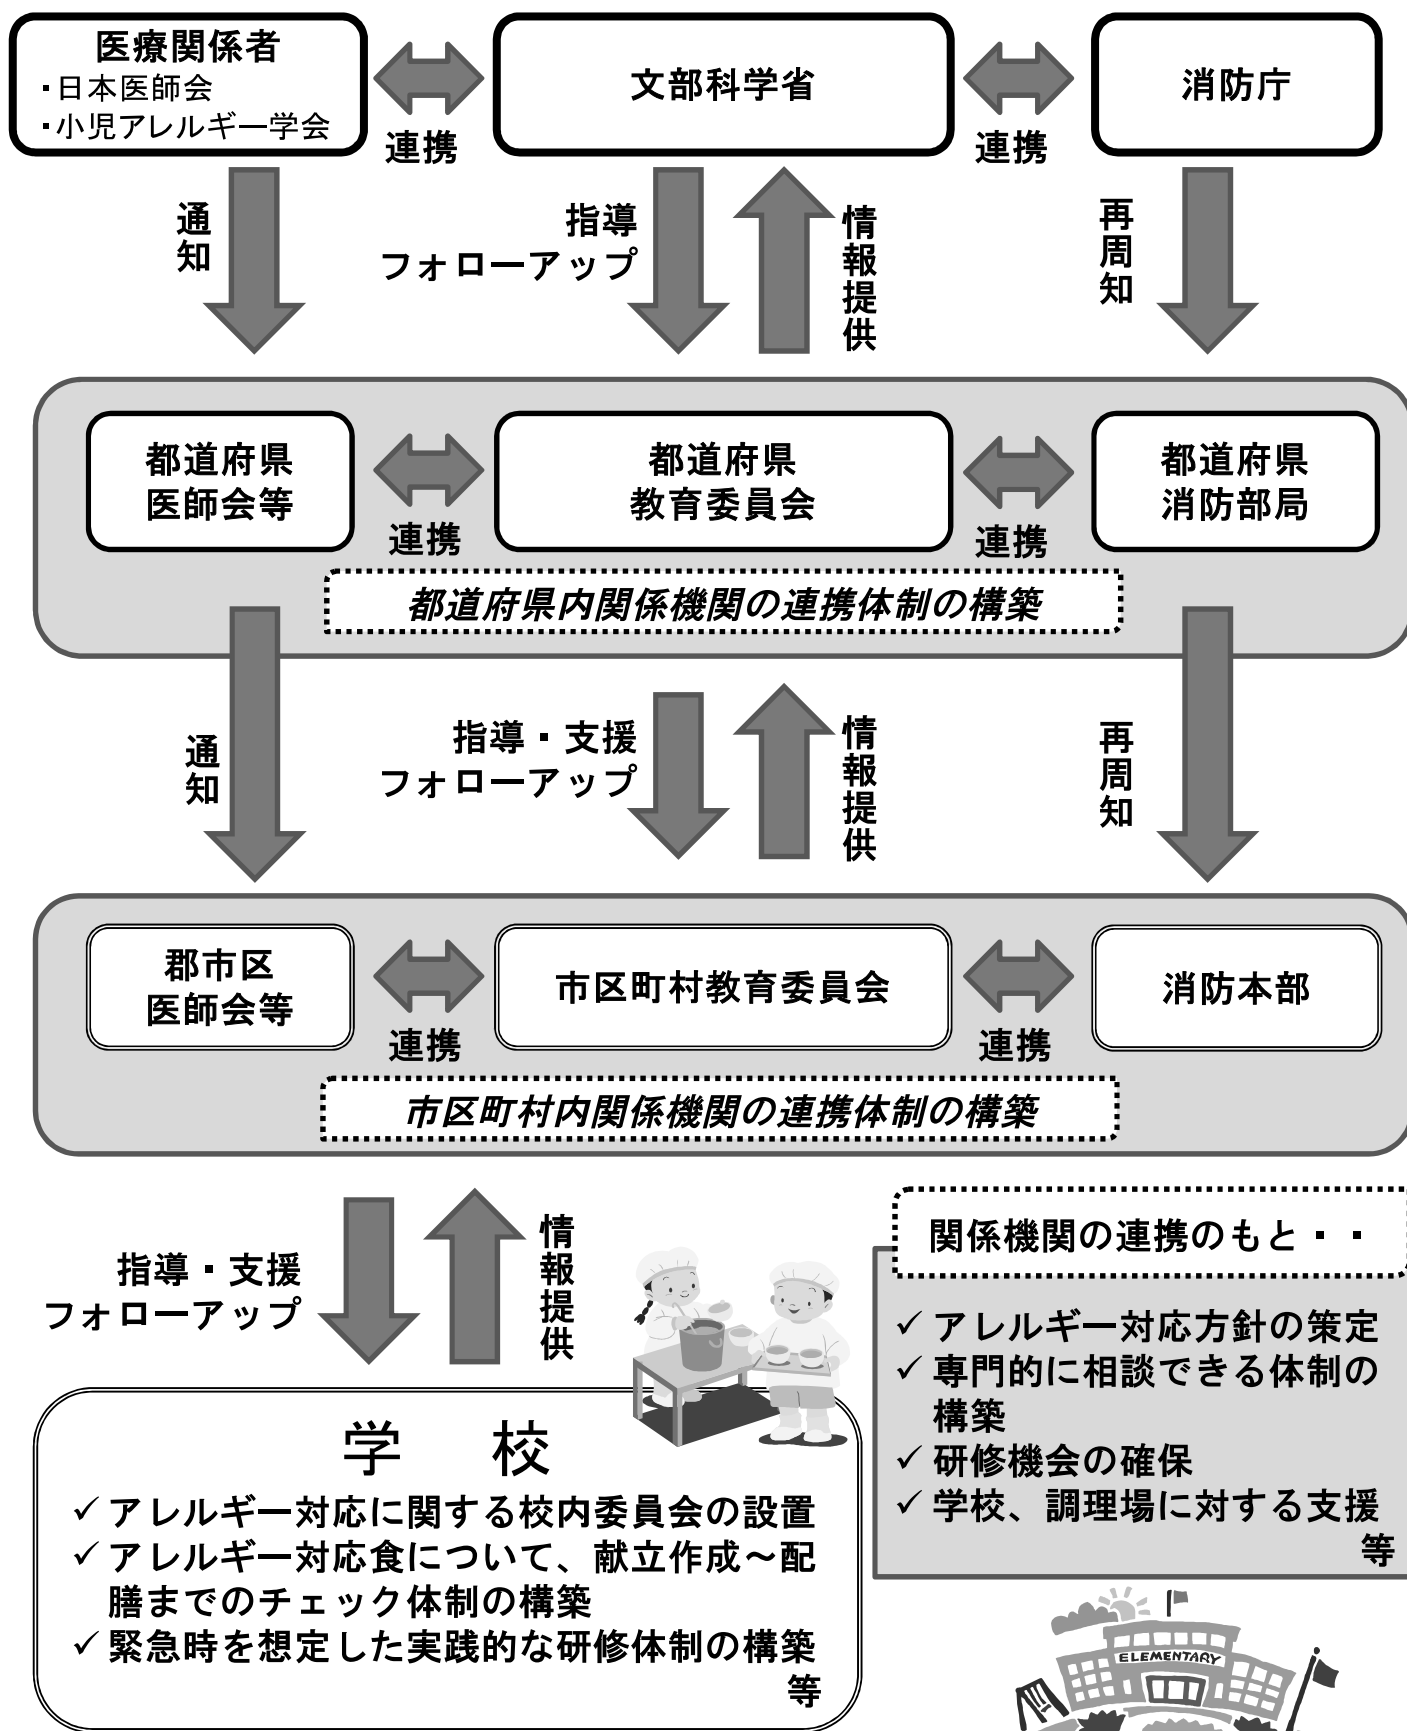 医療関係者
・日本医師会
・小児アレルギー学会
連携
文部科学省
連携
消防庁
通知
指導
フォローアップ
情報提供
再周知
都道府県
医師会等
連携
都道府県
教育委員会
連携
都道府県
消防部局
都道府県内関係機関の連携体制の構築
通知
指導・支援
フォローアップ
情報提供
再周知
郡市区
医師会等
連携
市区町村教育委員会
連携
消防本部
市区町村内関係機関の連携体制の構築
指導・支援
フォローアップ
情報提供
関係機関の連携のもと・・
✓ アレルギー対応方針の策定
✓ 専門的に相談できる体制の
構築
✓ 研修機会の確保
✓ 学校、調理場に対する支援
等
学　校
✓ アレルギー対応に関する校内委員会の設置
✓ アレルギー対応食について、献立作成～配
膳までのチェック体制の構築
✓ 緊急時を想定した実践的な研修体制の構築
等
ELEMENTARY